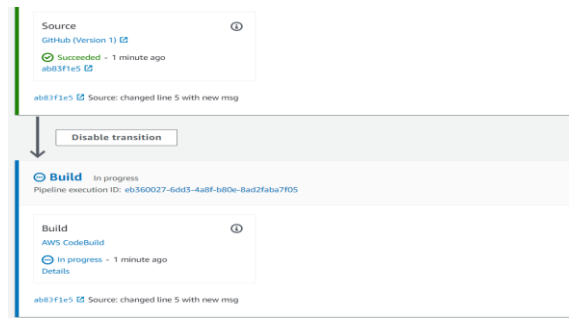 Source
GitHub (Version 1)
Succeeded - 1 minute ago
ab83f1e5
ab83f1e5 Source: changed line 5 with new msg
Disable transition
Build In progress
Pipeline execution ID: eb360027-6dd3-4a8f-b80e-8ad2faba7f05
Build
AWS CodeBuild
In progress - 1 minute ago
Details
ab83f1e5 Source: changed line 5 with new msg